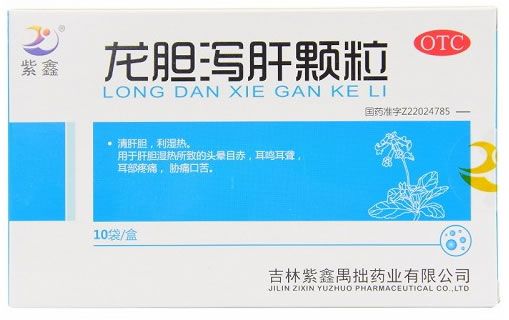 紫鑫
®
龙胆泻肝颗粒
OTC
LONG DAN XIE GAN KE LI
国药准字Z22024785
• 清肝胆，利湿热。
用于肝胆湿热所致的头晕目赤，耳鸣耳聋，
耳部疼痛，胁痛口苦。
10袋/盒
吉林紫鑫禺拙药业有限公司
JILIN ZIXIN YUZHUO PHARMACEUTICAL CO.,LTD